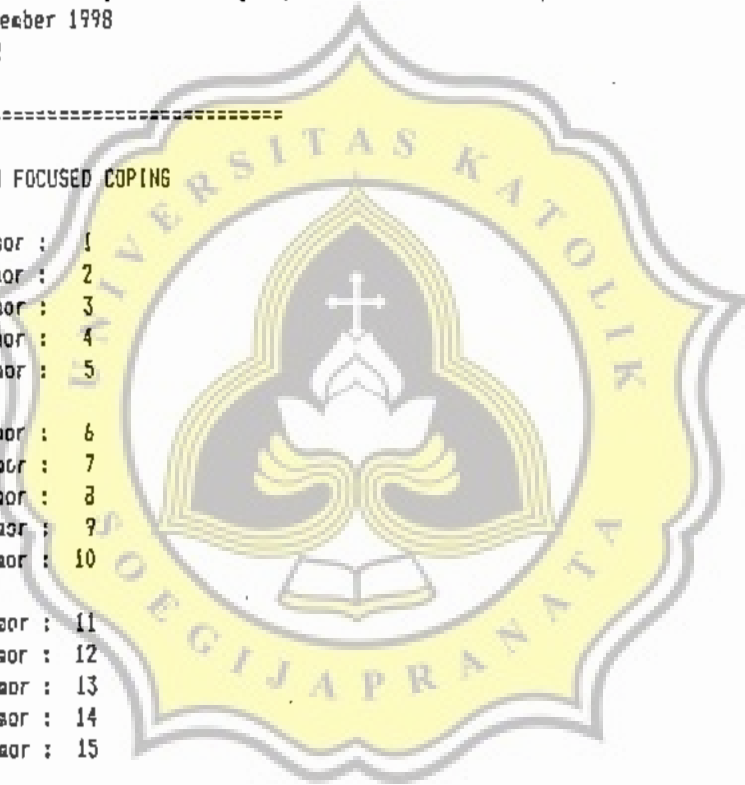 ember 1998
==========================
FOCUSED COPING
or : 1
or : 2
or : 3
or : 4
or : 5
or : 6
or : 7
or : 8
or : 9
or : 10
or : 11
or : 12
or : 13
or : 14
or : 15
UNIVERSITAS KATOLIK
SOEGIJAPRANATA